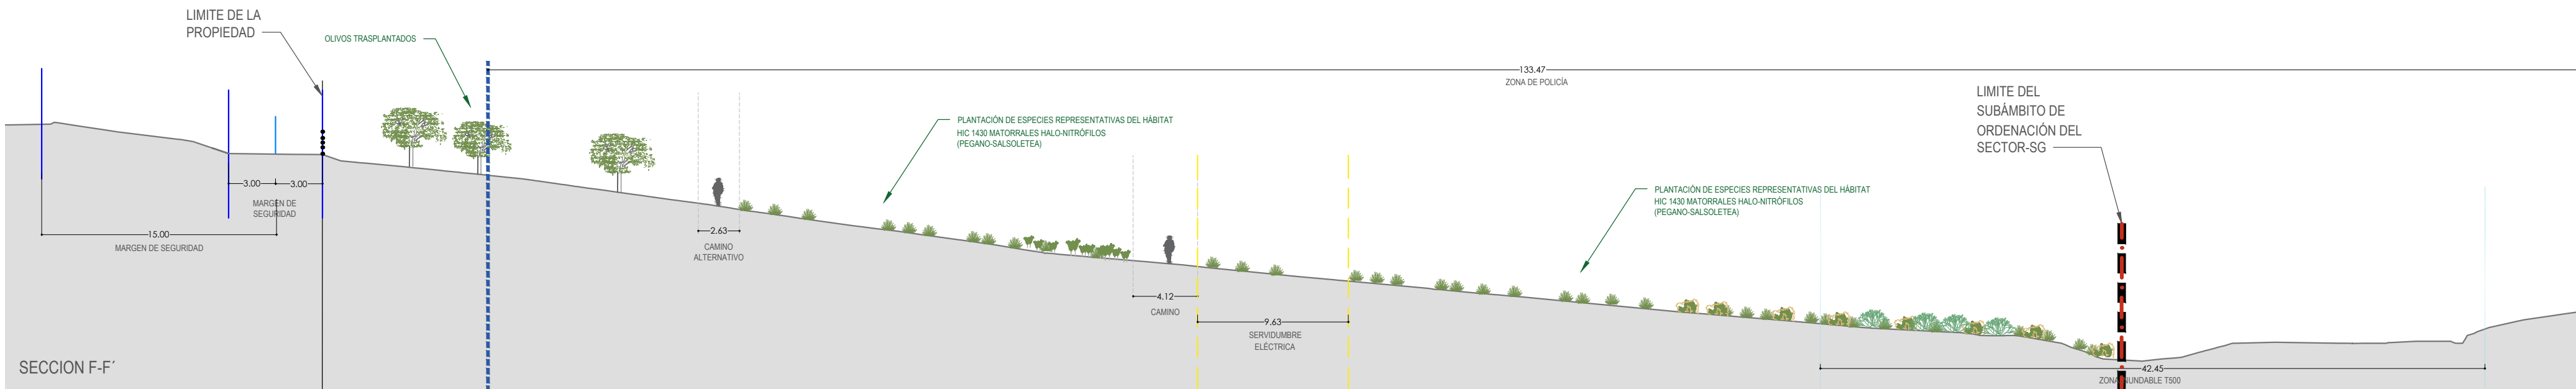 LIMITE DE LA
PROPIEDAD
OLIVOS TRASPLANTADOS
133.47
ZONA DE POLICÍA
LIMITE DEL
SUBÁMBITO DE
ORDENACIÓN DEL
SECTOR-SG
PLANTACIÓN DE ESPECIES REPRESENTATIVAS DEL HÁBITAT
HIC 1430 MATORRALES HALO-NITRÓFILOS
(PEGANO-SALSOLETEA)
PLANTACIÓN DE ESPECIES REPRESENTATIVAS DEL HÁBITAT
HIC 1430 MATORRALES HALO-NITRÓFILOS
(PEGANO-SALSOLETEA)
3.00
3.00
MARGEN DE
SEGURIDAD
15.00
MARGEN DE SEGURIDAD
2.63
CAMINO
ALTERNATIVO
4.12
CAMINO
9.63
SERVIDUMBRE
ELÉCTRICA
42.45
ZONA INUNDABLE T500
SECCION F-F´